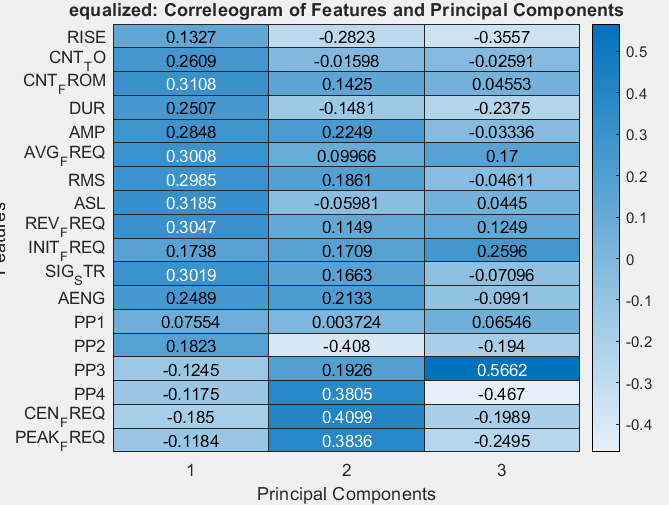 equalized: Correleogram of Features and Principal Components
RISE 0.1327 -0.2823 -0.3557
CNT_TO 0.2609 -0.01598 -0.02591
CNT_FROM 0.3108 0.1425 0.04553
DUR 0.2507 -0.1481 -0.2375
AMP 0.2848 0.2249 -0.03336
AVG_FREQ 0.3008 0.09966 0.17
RMS 0.2985 0.1861 -0.04611
ASL 0.3185 -0.05981 0.0445
REV_FREQ 0.3047 0.1149 0.1249
INIT_FREQ 0.1738 0.1709 0.2596
SIG_STR 0.3019 0.1663 -0.07096
AENG 0.2489 0.2133 -0.0991
PP1 0.07554 0.003724 0.06546
PP2 0.1823 -0.408 -0.194
PP3 -0.1245 0.1926 0.5662
PP4 -0.1175 0.3805 -0.467
CEN_FREQ -0.185 0.4099 -0.1989
PEAK_FREQ -0.1184 0.3836 -0.2495
1 2 3
Principal Components
0.5
0.4
0.3
0.2
0.1
0
-0.1
-0.2
-0.3
-0.4